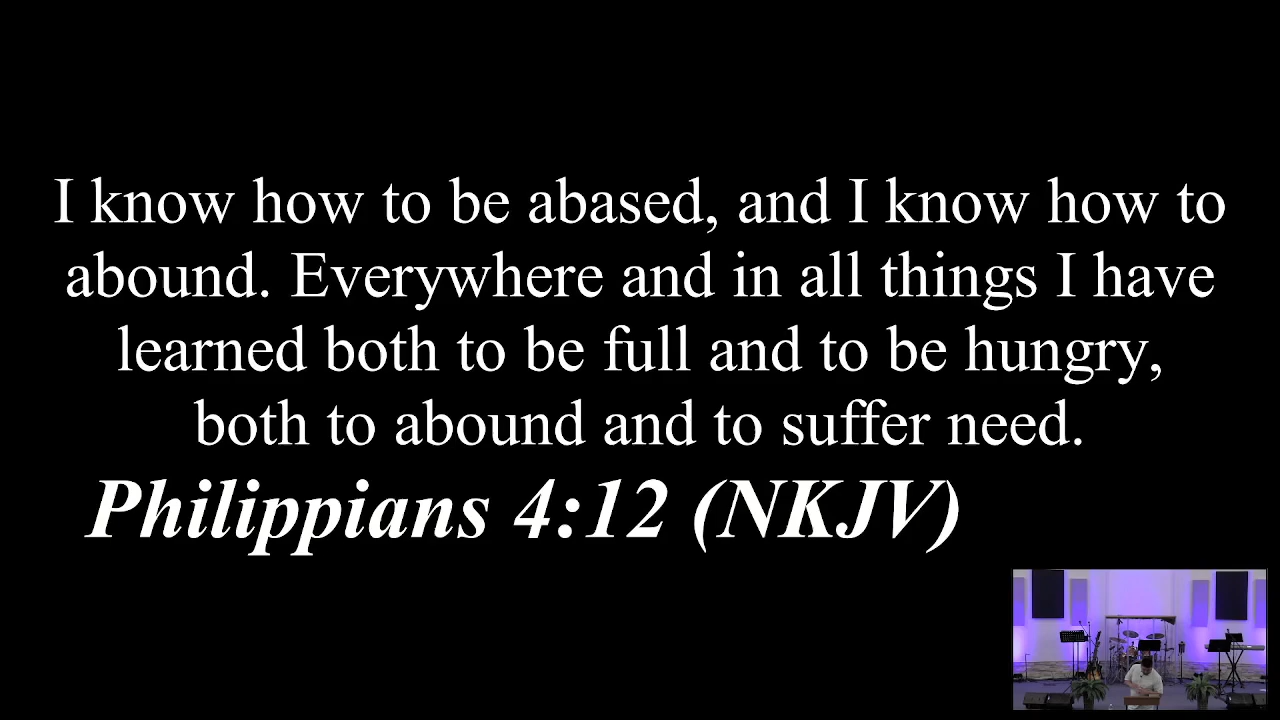 I know how to be abased, and I know how to
abound. Everywhere and in all things I have
learned both to be full and to be hungry,
both to abound and to suffer need.
Philippians 4:12 (NKJV)